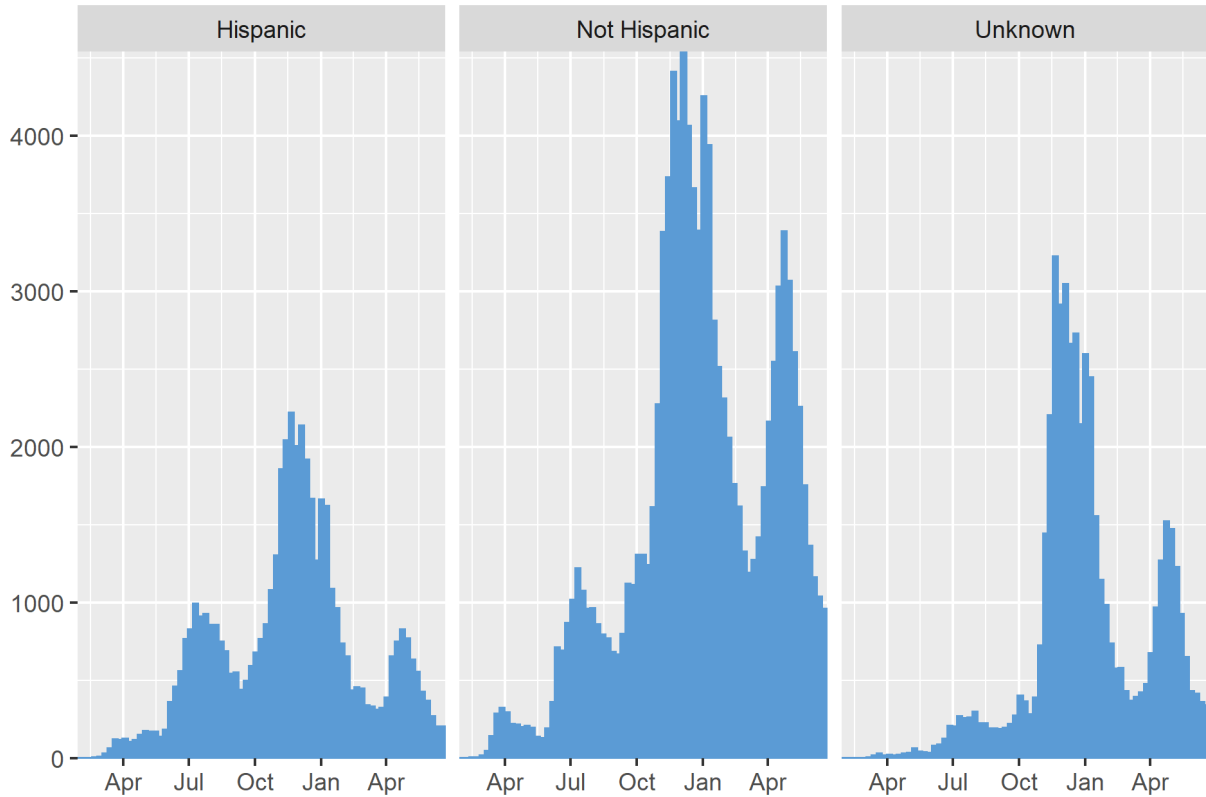 Hispanic
Not Hispanic
Unknown
4000
3000
2000
1000
0
Apr Jul Oct Jan Apr
Apr Jul Oct Jan Apr
Apr Jul Oct Jan Apr